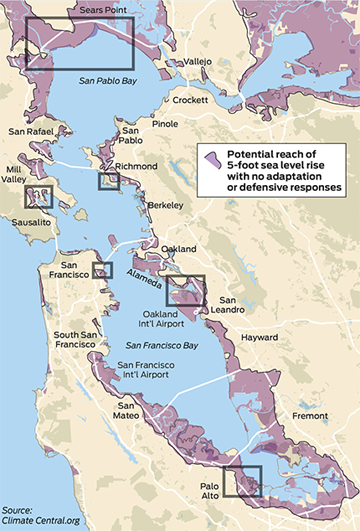 Sears Point
San Pablo Bay
Vallejo
Crockett
Pinole
San
Pablo
San Rafael
Richmond
Mill
Valley
Potential reach of
5-foot sea level rise
with no adaptation
or defensive responses
Sausalito
Berkeley
Oakland
San
Francisco
Alameda
San
Leandro
Oakland
Int'l Airport
South San
Francisco
San Francisco Bay
Hayward
San Francisco
Int'l Airport
San
Mateo
Fremont
Palo
Alto
Source:
Climate Central.org